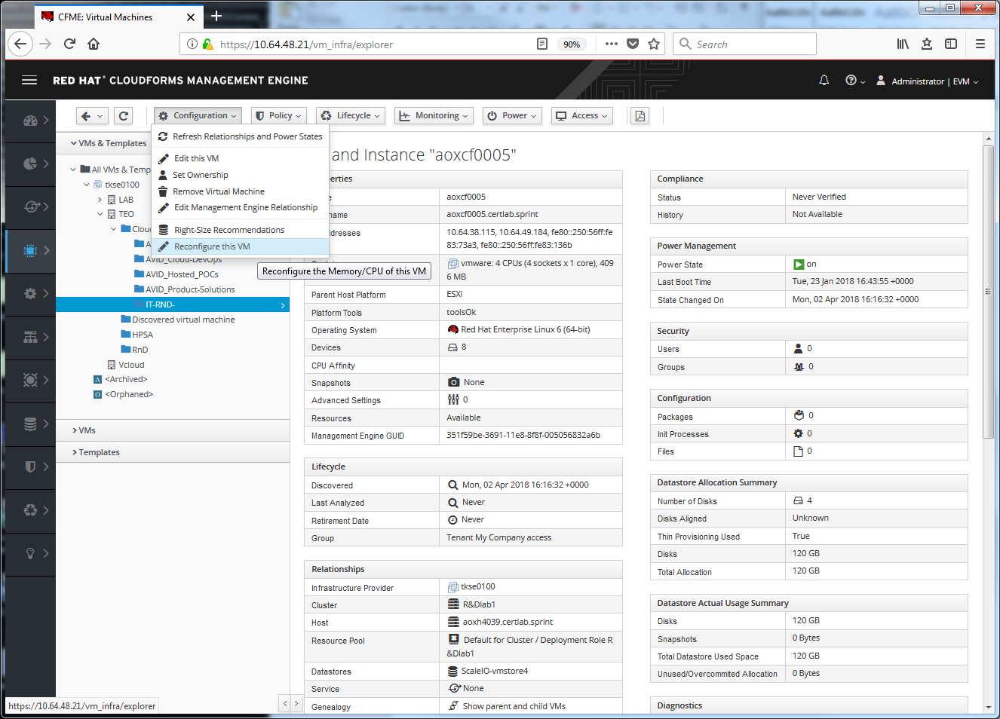 CFME: Virtual Machines
https://10.64.48.21/vm_infra/explorer
90%
Search
RED HAT® CLOUDFORMS MANAGEMENT ENGINE
Administrator | EVM
Configuration
Policy
Lifecycle
Monitoring
Power
Access
Refresh Relationships and Power States
Edit this VM
Set Ownership
Remove Virtual Machine
Edit Management Engine Relationship
Right-Size Recommendations
Reconfigure this VM
Reconfigure the Memory/CPU of this VM
VMs & Templates
All VMs & Temp
tkse0100
LAB
TEO
Clou
A
AVID_Cloud-DevOps
AVID_Hosted_POCs
AVID_Product-Solutions
IT-RND-
Discovered virtual machine
HPSA
RnD
Vcloud
<Archived>
<Orphaned>
VMs
Templates
and Instance "aoxcf0005"
erties
e
aoxcf0005
name
aoxcf0005.certlab.sprint
dresses
10.64.38.115, 10.64.49.184, fe80::250:56ff:fe
83:73a3, fe80::250:56ff:fe83:136b
vmware: 4 CPUs (4 sockets x 1 core), 409
6 MB
Parent Host Platform
ESXi
Platform Tools
toolsOk
Operating System
Red Hat Enterprise Linux 6 (64-bit)
Devices
8
CPU Affinity
Snapshots
None
Advanced Settings
0
Resources
Available
Management Engine GUID
351f59be-3691-11e8-8f8f-005056832a6b
Lifecycle
Discovered
Mon, 02 Apr 2018 16:16:32 +0000
Last Analyzed
Never
Retirement Date
Never
Group
Tenant My Company access
Relationships
Infrastructure Provider
tkse0100
Cluster
R&Dlab1
Host
aoxh4039.certlab.sprint
Resource Pool
Default for Cluster / Deployment Role R
&Dlab1
Datastores
ScaleIO-vmstore4
Service
None
Genealogy
Show parent and child VMs
Compliance
Status
Never Verified
History
Not Available
Power Management
Power State
on
Last Boot Time
Tue, 23 Jan 2018 16:43:55 +0000
State Changed On
Mon, 02 Apr 2018 16:16:32 +0000
Security
Users
0
Groups
0
Configuration
Packages
0
Init Processes
0
Files
0
Datastore Allocation Summary
Number of Disks
4
Disks Aligned
Unknown
Thin Provisioning Used
True
Disks
120 GB
Total Allocation
120 GB
Datastore Actual Usage Summary
Disks
120 GB
Snapshots
0 Bytes
Total Datastore Used Space
120 GB
Unused/Overcommited Allocation
0 Bytes
Diagnostics
https://10.64.48.21/vm_infra/explorer